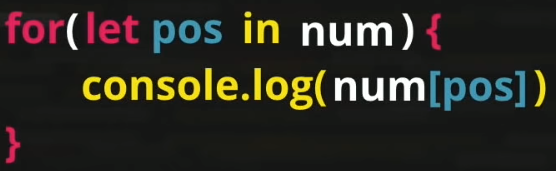 for(let pos in num){
console.log(num[pos])
}